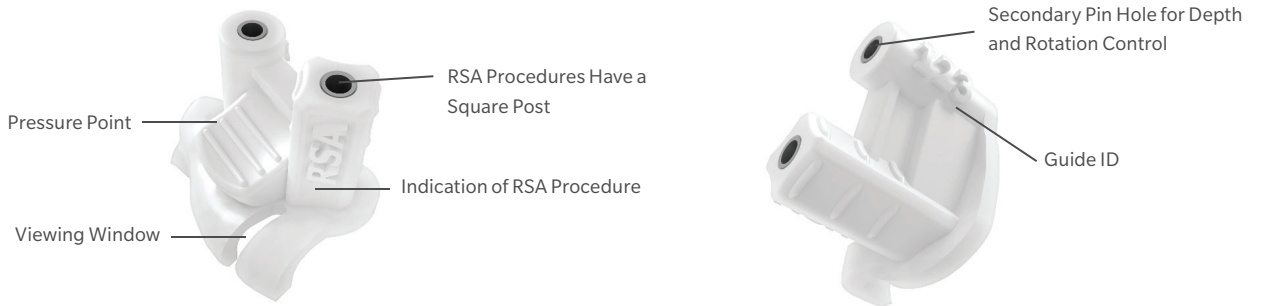 Secondary Pin Hole for Depth
and Rotation Control
RSA Procedures Have a
Square Post
Pressure Point
RSA
Guide ID
Indication of RSA Procedure
Viewing Window